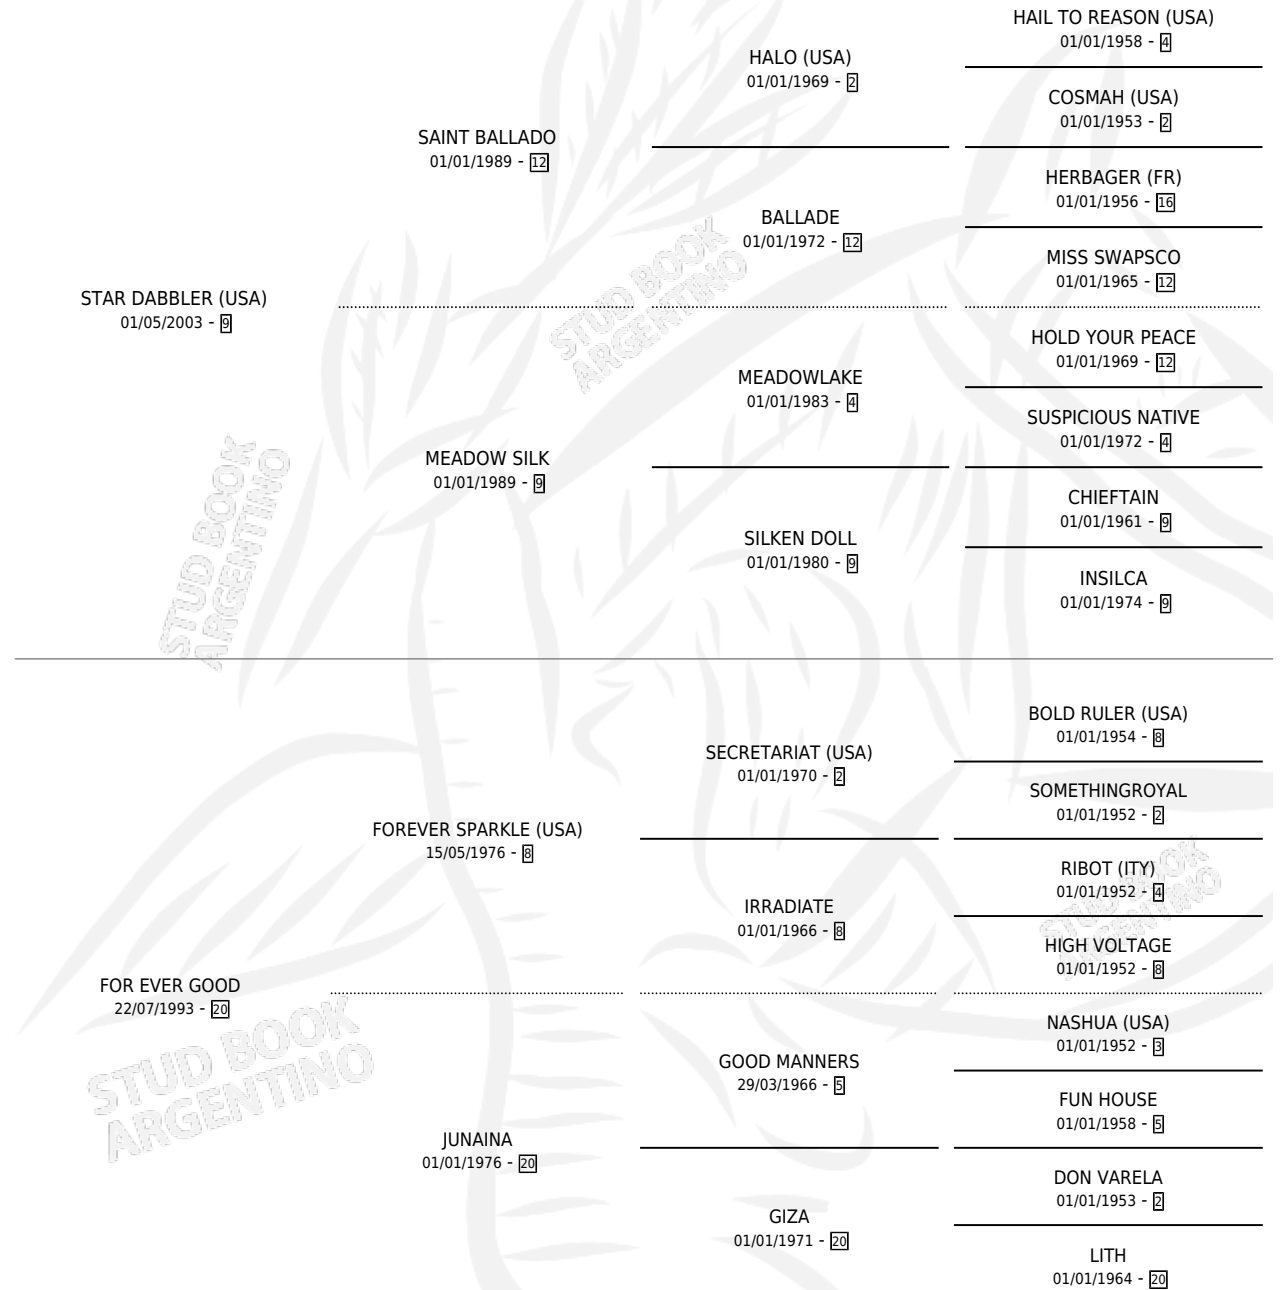 HAIL TO REASON (USA)
01/01/1958 - 4
HALO (USA)
01/01/1969 - 2
COSMAH (USA)
01/01/1953 - 2
SAINT BALLADO
01/01/1989 - 12
HERBAGER (FR)
01/01/1956 - 16
BALLADE
01/01/1972 - 12
MISS SWAPSCO
01/01/1965 - 12
STAR DABBLER (USA)
01/05/2003 - 9
HOLD YOUR PEACE
01/01/1969 - 12
MEADOWLAKE
01/01/1983 - 4
SUSPICIOUS NATIVE
01/01/1972 - 4
MEADOW SILK
01/01/1989 - 9
CHIEFTAIN
01/01/1961 - 9
SILKEN DOLL
01/01/1980 - 9
INSILCA
01/01/1974 - 9
BOLD RULER (USA)
01/01/1954 - 8
SECRETARIAT (USA)
01/01/1970 - 2
SOMETHINGROYAL
01/01/1952 - 2
FOREVER SPARKLE (USA)
15/05/1976 - 8
RIBOT (ITY)
01/01/1952 - 4
IRRADIATE
01/01/1966 - 8
HIGH VOLTAGE
01/01/1952 - 8
FOR EVER GOOD
22/07/1993 - 20
NASHUA (USA)
01/01/1952 - 3
GOOD MANNERS
29/03/1966 - 5
FUN HOUSE
01/01/1958 - 5
JUNAINA
01/01/1976 - 20
DON VARELA
01/01/1953 - 2
GIZA
01/01/1971 - 20
LITH
01/01/1964 - 20
STUD BOOK
ARGENTINO
STUD BOOK
ARGENTINO
STUD BOOK
ARGENTINO
STUD BOOK
ARGENTINO